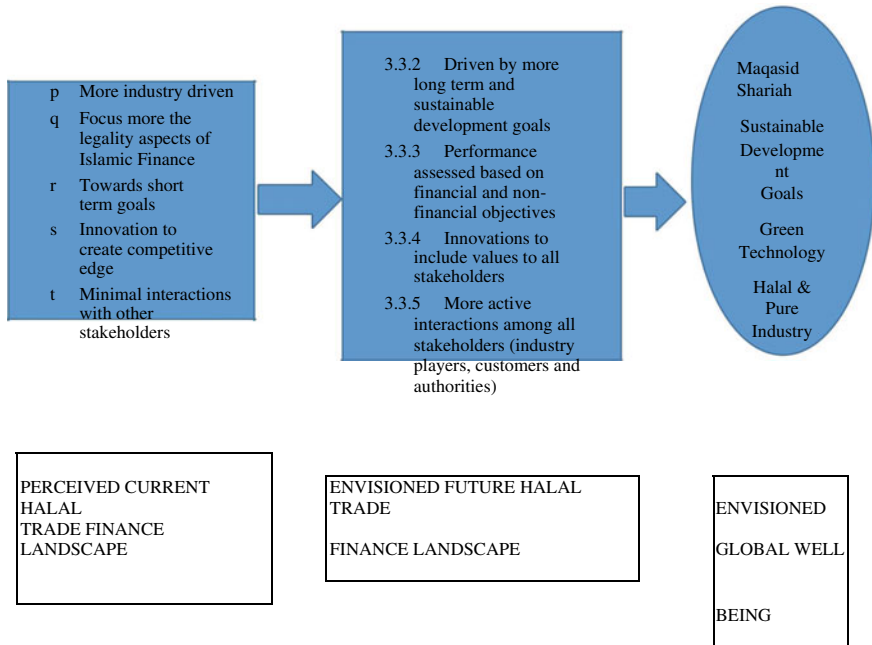 p More industry driven
q Focus more the
legality aspects of
Islamic Finance
r Towards short
term goals
s Innovation to
create competitive
edge
t Minimal interactions
with other
stakeholders
3.3.2 Driven by more
long term and
sustainable
development goals
3.3.3 Performance
assessed based on
financial and non-
financial objectives
3.3.4 Innovations to
include values to all
stakeholders
3.3.5 More active
interactions among all
stakeholders (industry
players, customers and
authorities)
Maqasid
Shariah
Sustainable
Developme
nt
Goals
Green
Technology
Halal &
Pure
Industry
PERCEIVED CURRENT
HALAL
TRADE FINANCE
LANDSCAPE
ENVISIONED FUTURE HALAL
TRADE
FINANCE LANDSCAPE
ENVISIONED
GLOBAL WELL
BEING